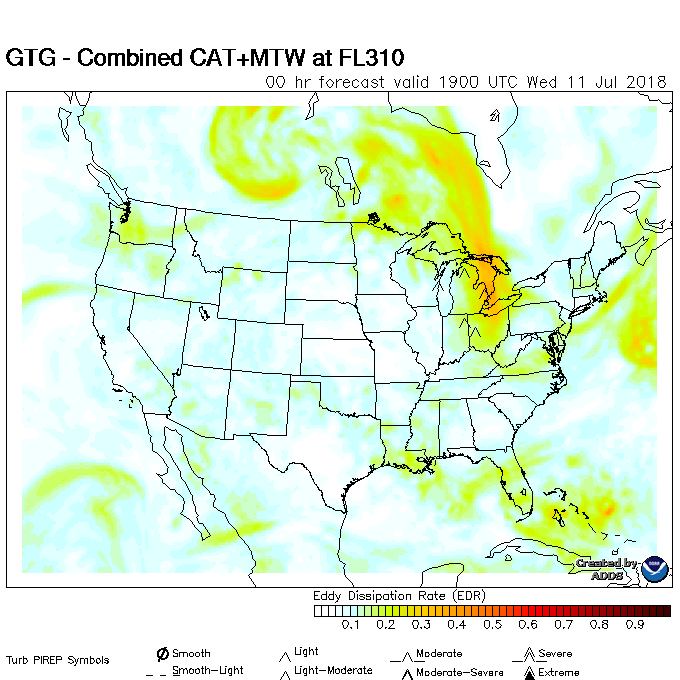 GTG - Combined CAT+MTW at FL310
00 hr forecast valid 1900 UTC Wed 11 Jul 2018
Created by
ADDS
Eddy Dissipation Rate (EDR)
0.1 0.2 0.3 0.4 0.5 0.6 0.7 0.8 0.9
Turb PIREP Symbols
Smooth
Light
Moderate
Severe
Smooth-Light
Light-Moderate
Moderate-Severe
Extreme